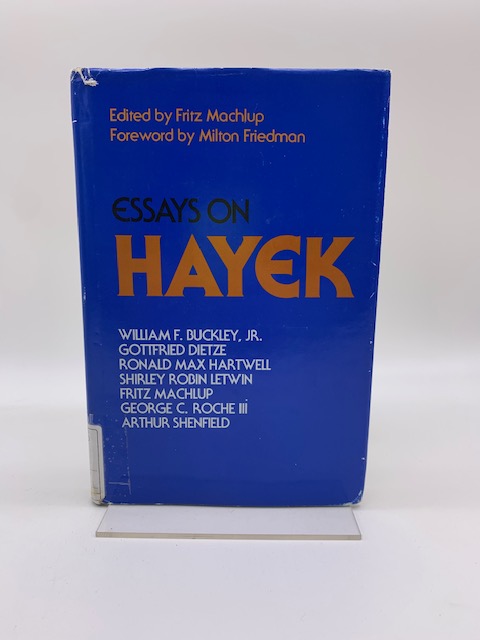 Edited by Fritz Machlup
Foreword by Milton Friedman
ESSAYS ON
HAYEK
WILLIAM F. BUCKLEY, JR.
GOTTFRIED DIETZE
RONALD MAX HARTWELL
SHIRLEY ROBIN LETWIN
FRITZ MACHLUP
GEORGE C. ROCHE III
ARTHUR SHENFIELD